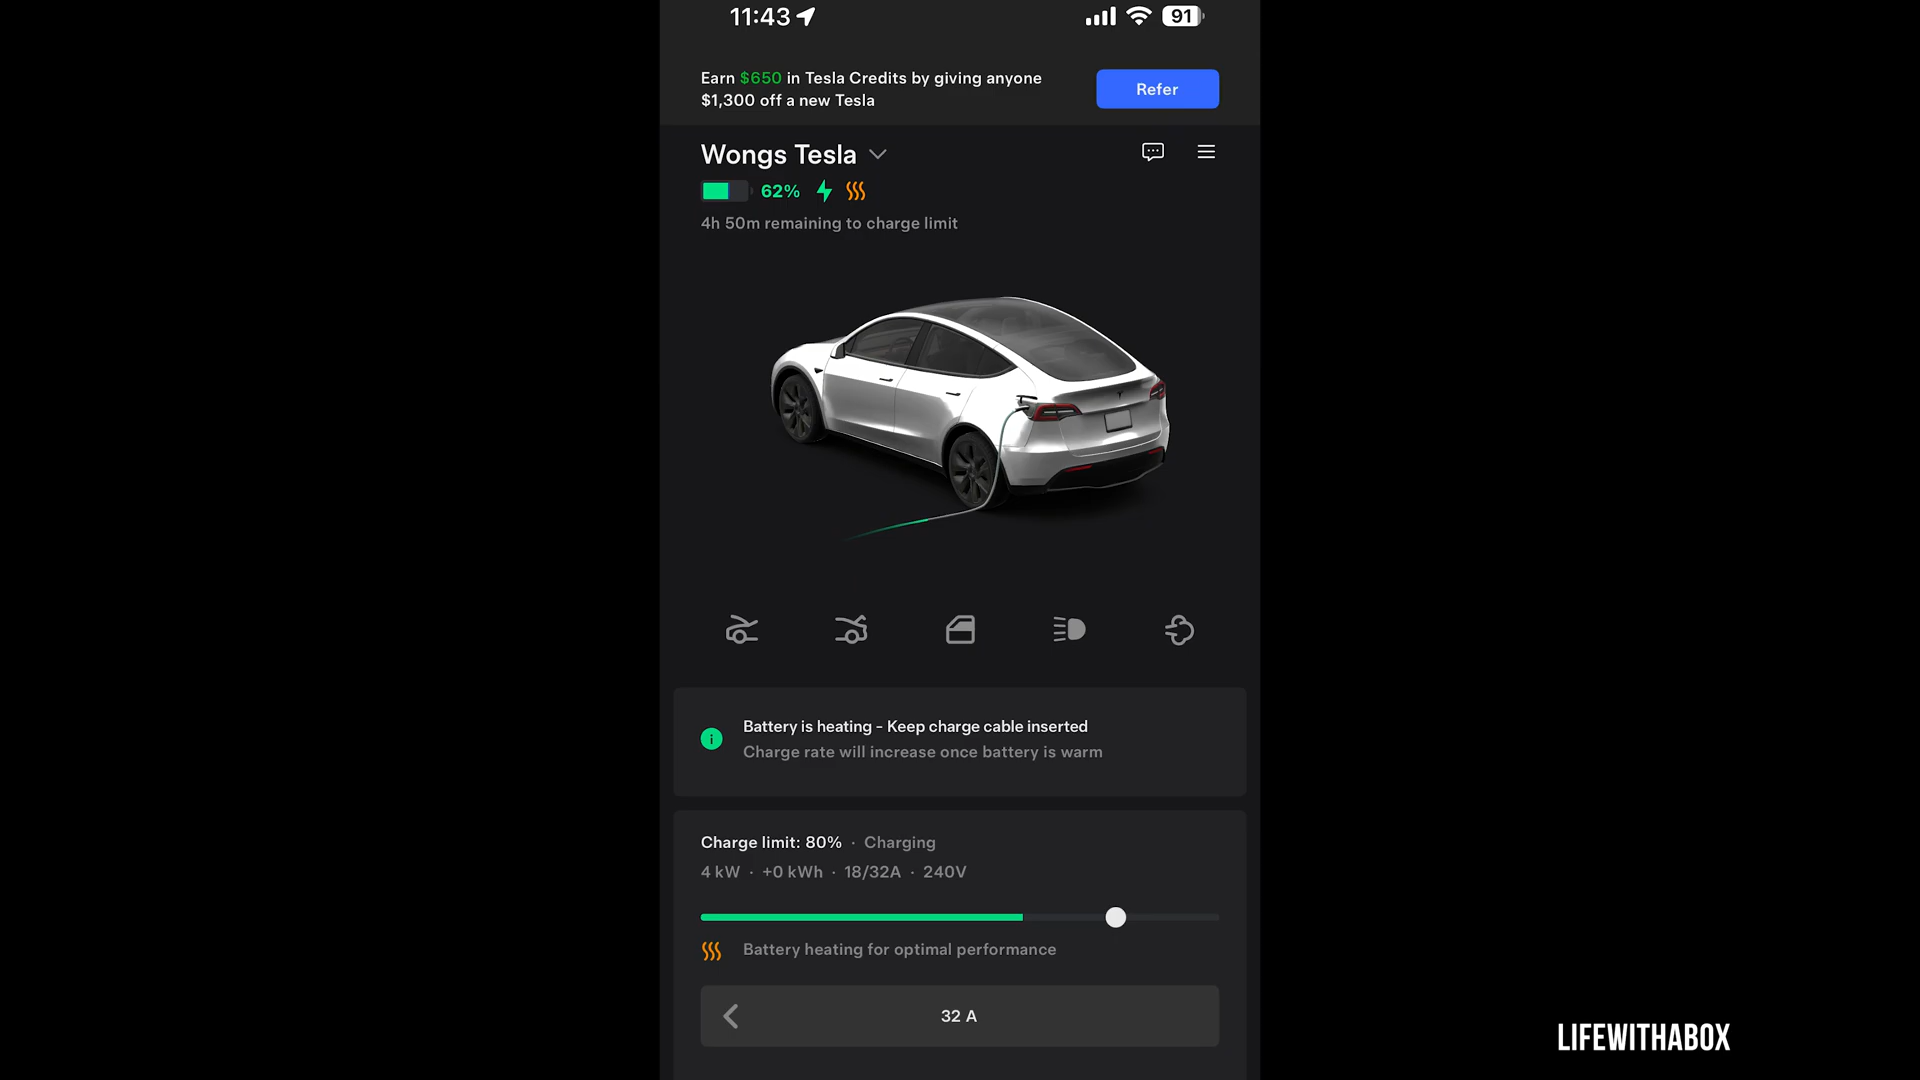 11:43
91
Earn $650 in Tesla Credits by giving anyone
$1,300 off a new Tesla
Refer
Wongs Tesla
62%
4h 50m remaining to charge limit
Battery is heating - Keep charge cable inserted
Charge rate will increase once battery is warm
Charge limit: 80% · Charging
4 kW · +0 kWh · 18/32A · 240V
Battery heating for optimal performance
32 A
LIFEWITHABOX